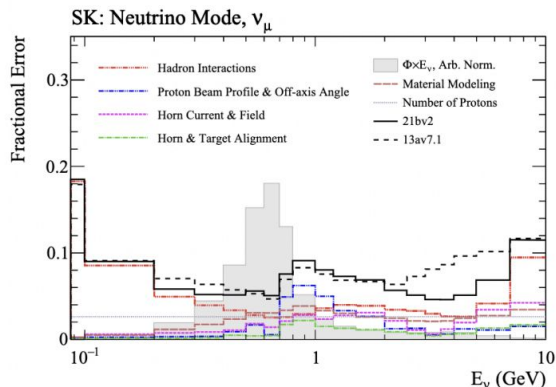 SK: Neutrino Mode, ν_μ
Fractional Error
0.3
0.2
0.1
0
Hadron Interactions
Proton Beam Profile & Off-axis Angle
Horn Current & Field
Horn & Target Alignment
Φ×E_ν, Arb. Norm.
Material Modeling
Number of Protons
21bv2
13av7.1
10⁻¹
1
10
E_ν (GeV)